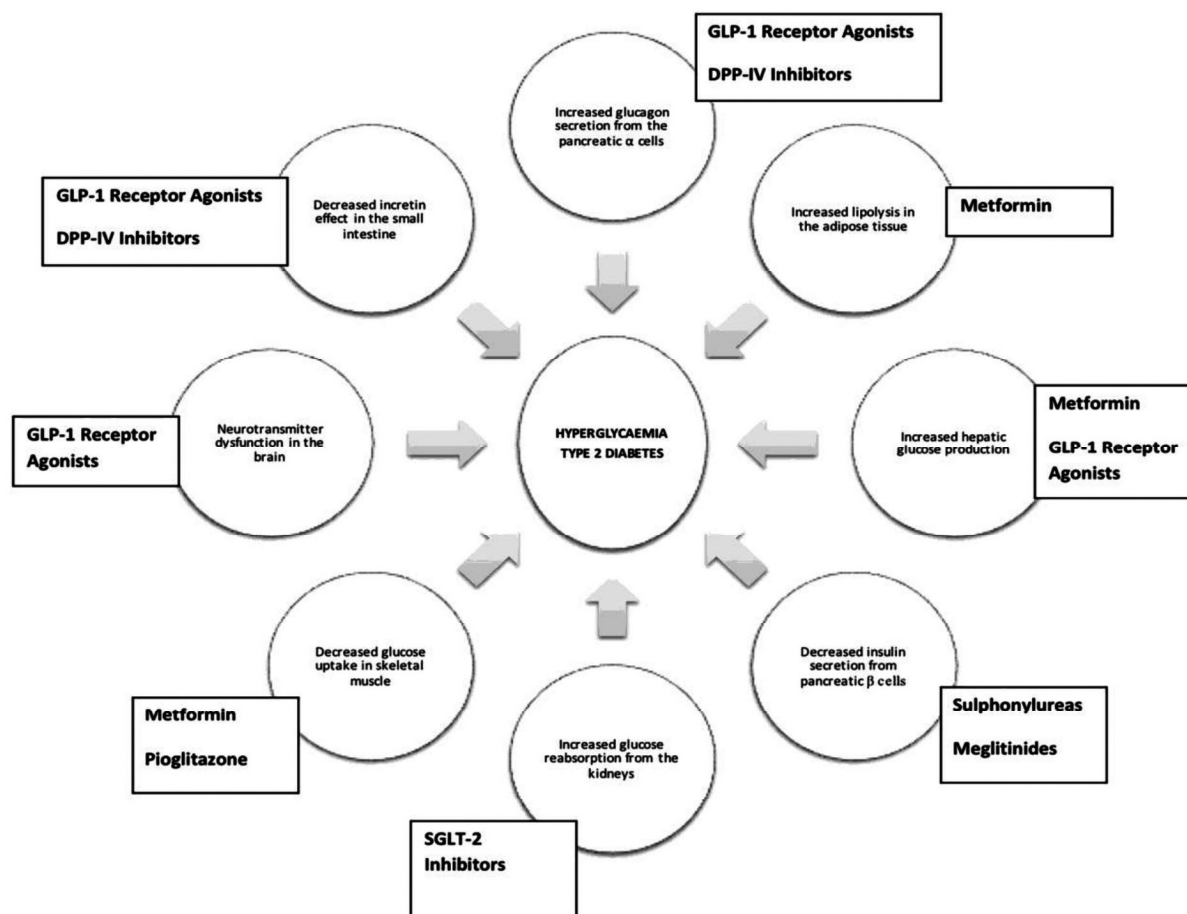 GLP-1 Receptor Agonists
DPP-IV Inhibitors
Increased glucagon
secretion from the
pancreatic α cells
GLP-1 Receptor Agonists
DPP-IV Inhibitors
Decreased incretin
effect in the small
intestine
Increased lipolysis in
the adipose tissue
Metformin
GLP-1 Receptor
Agonists
Neurotransmitter
dysfunction in the
brain
HYPERGLYCAEMIA
TYPE 2 DIABETES
Increased hepatic
glucose production
Metformin
GLP-1 Receptor
Agonists
Decreased glucose
uptake in skeletal
muscle
Metformin
Pioglitazone
Increased glucose
reabsorption from the
kidneys
SGLT-2
Inhibitors
Decreased insulin
secretion from
pancreatic β cells
Sulphonylureas
Meglitinides